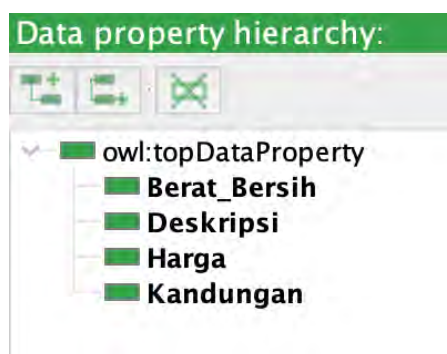 Data property hierarchy:
owl:topDataProperty
Berat_Bersih
Deskripsi
Harga
Kandungan